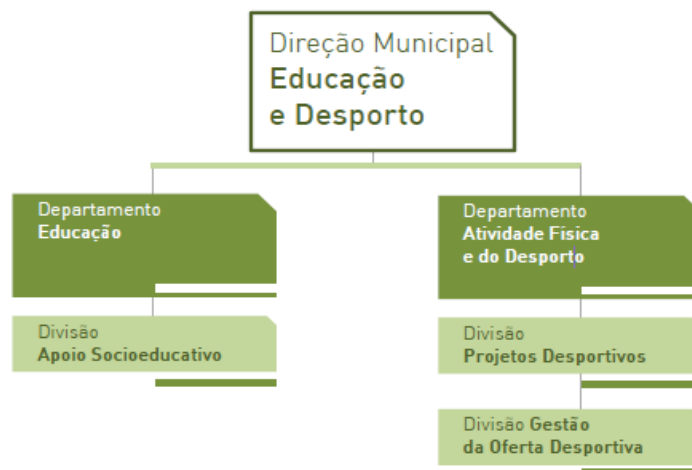 Direção Municipal
Educação
e Desporto
Departamento
Educação
Departamento
Atividade Física
e do Desporto
Divisão
Apoio Socioeducativo
Divisão
Projetos Desportivos
Divisão Gestão
da Oferta Desportiva